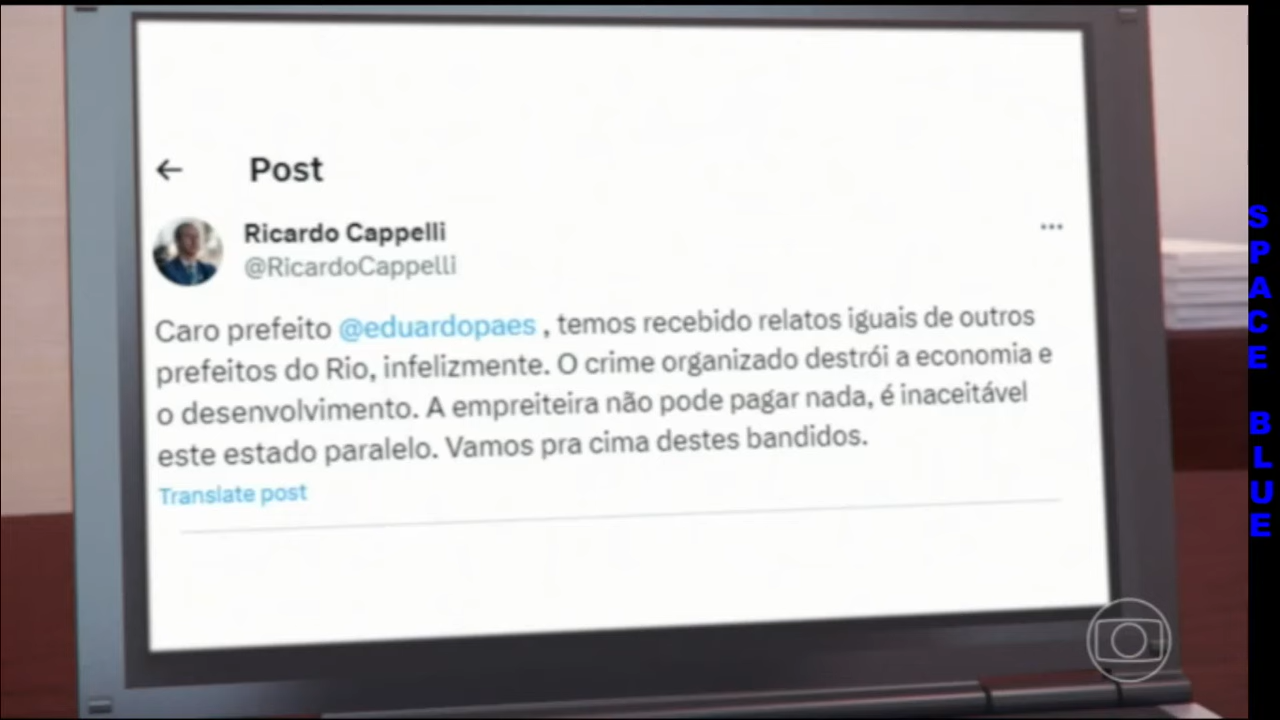 Post
Ricardo Cappelli
@RicardoCappelli
Caro prefeito @eduardopaes , temos recebido relatos iguais de outros
prefeitos do Rio, infelizmente. O crime organizado destrói a economia e
o desenvolvimento. A empreiteira não pode pagar nada, é inaceitável
este estado paralelo. Vamos pra cima destes bandidos.
Translate post
SPACE BLUE